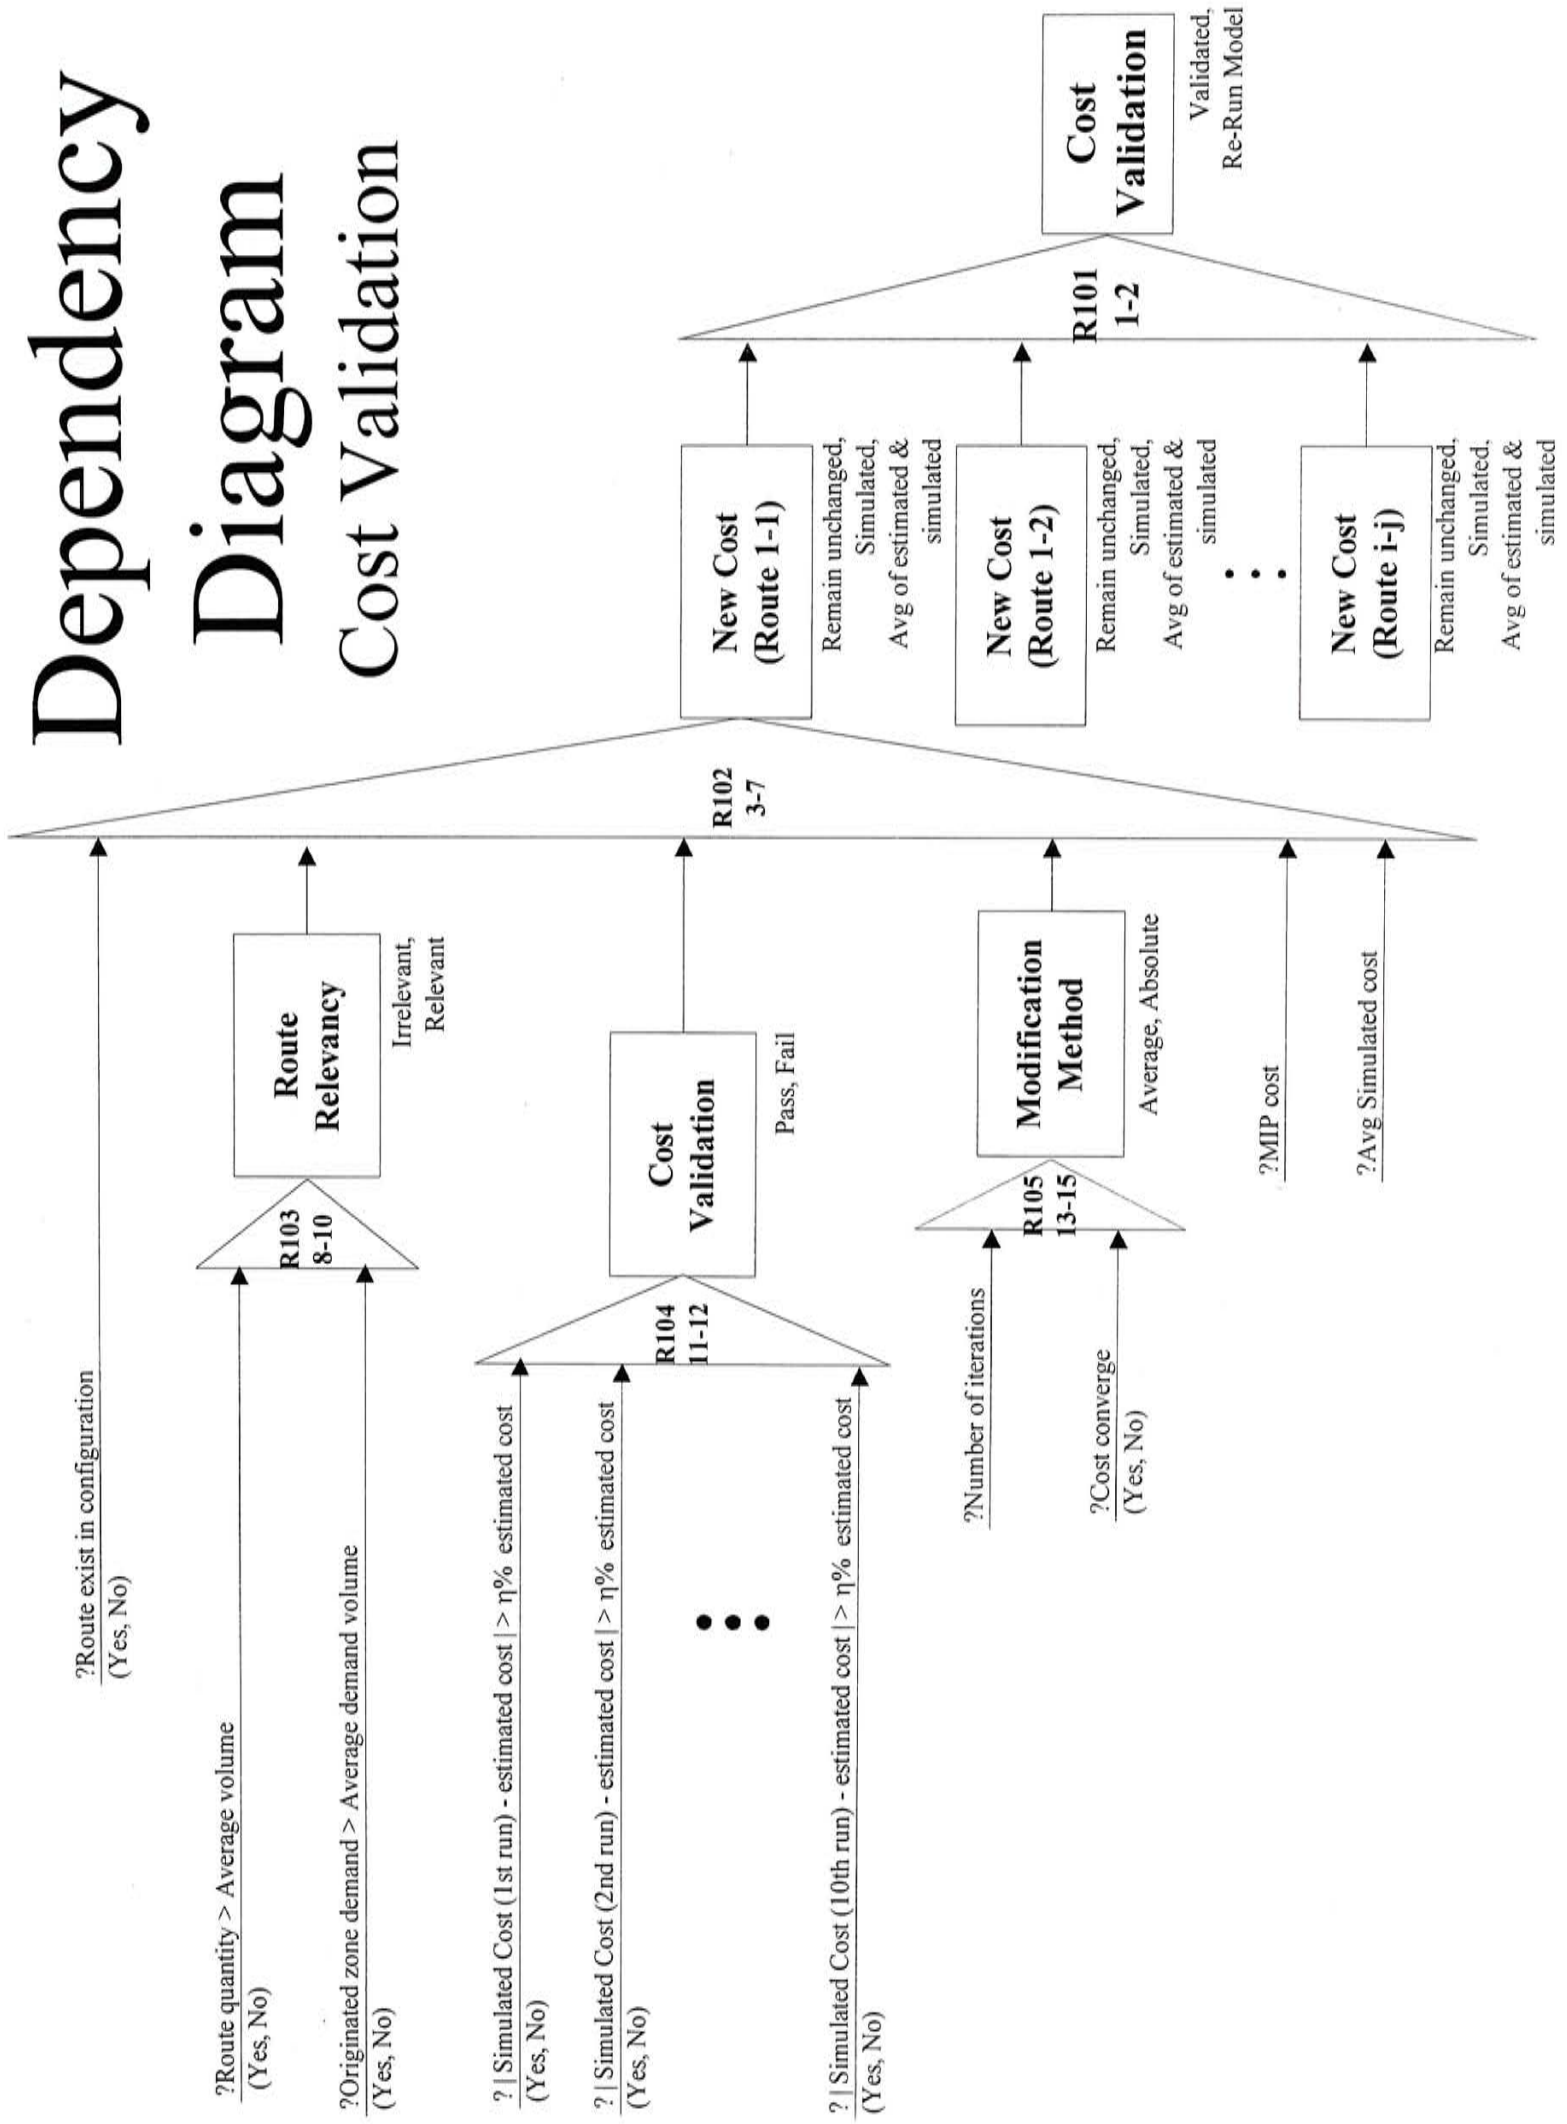 Dependency
Diagram
Cost Validation
?Route exist in configuration
(Yes, No)
?Route quantity > Average volume
(Yes, No)
?Originated zone demand > Average demand volume
(Yes, No)
R103
8-10
Route
Relevancy
Irrelevant,
Relevant
? | Simulated Cost (1st run) - estimated cost | > η% estimated cost
(Yes, No)
? | Simulated Cost (2nd run) - estimated cost | > η% estimated cost
(Yes, No)
? | Simulated Cost (10th run) - estimated cost | > η% estimated cost
(Yes, No)
R104
11-12
Cost
Validation
Pass, Fail
?Number of iterations
?Cost converge
(Yes, No)
R105
13-15
Modification
Method
Average, Absolute
?MIP cost
?Avg Simulated cost
R102
3-7
New Cost
(Route 1-1)
Remain unchanged,
Simulated,
Avg of estimated &
simulated
New Cost
(Route 1-2)
Remain unchanged,
Simulated,
Avg of estimated &
simulated
New Cost
(Route i-j)
Remain unchanged,
Simulated,
Avg of estimated &
simulated
R101
1-2
Cost
Validation
Validated,
Re-Run Model